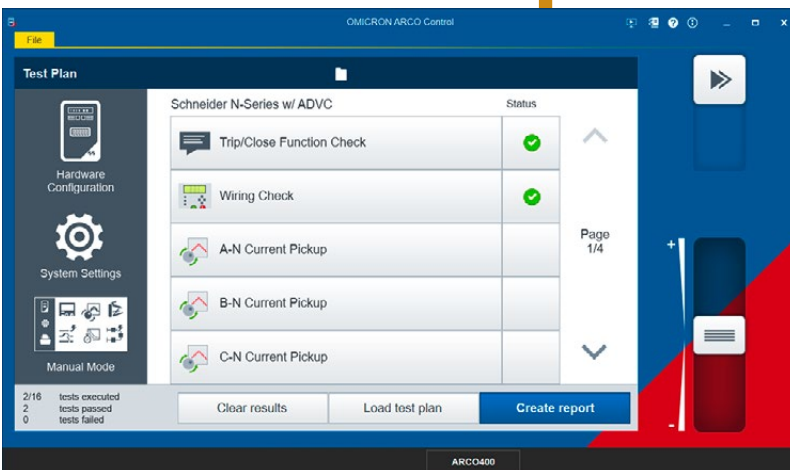 OMICRON ARCO Control
File
Test Plan
Schneider N-Series w/ ADVC
Status
Trip/Close Function Check
Hardware
Configuration
Wiring Check
Page
1/4
A-N Current Pickup
System Settings
B-N Current Pickup
C-N Current Pickup
Manual Mode
2/16 tests executed
2 tests passed
0 tests failed
Clear results
Load test plan
Create report
+
-
ARCO400